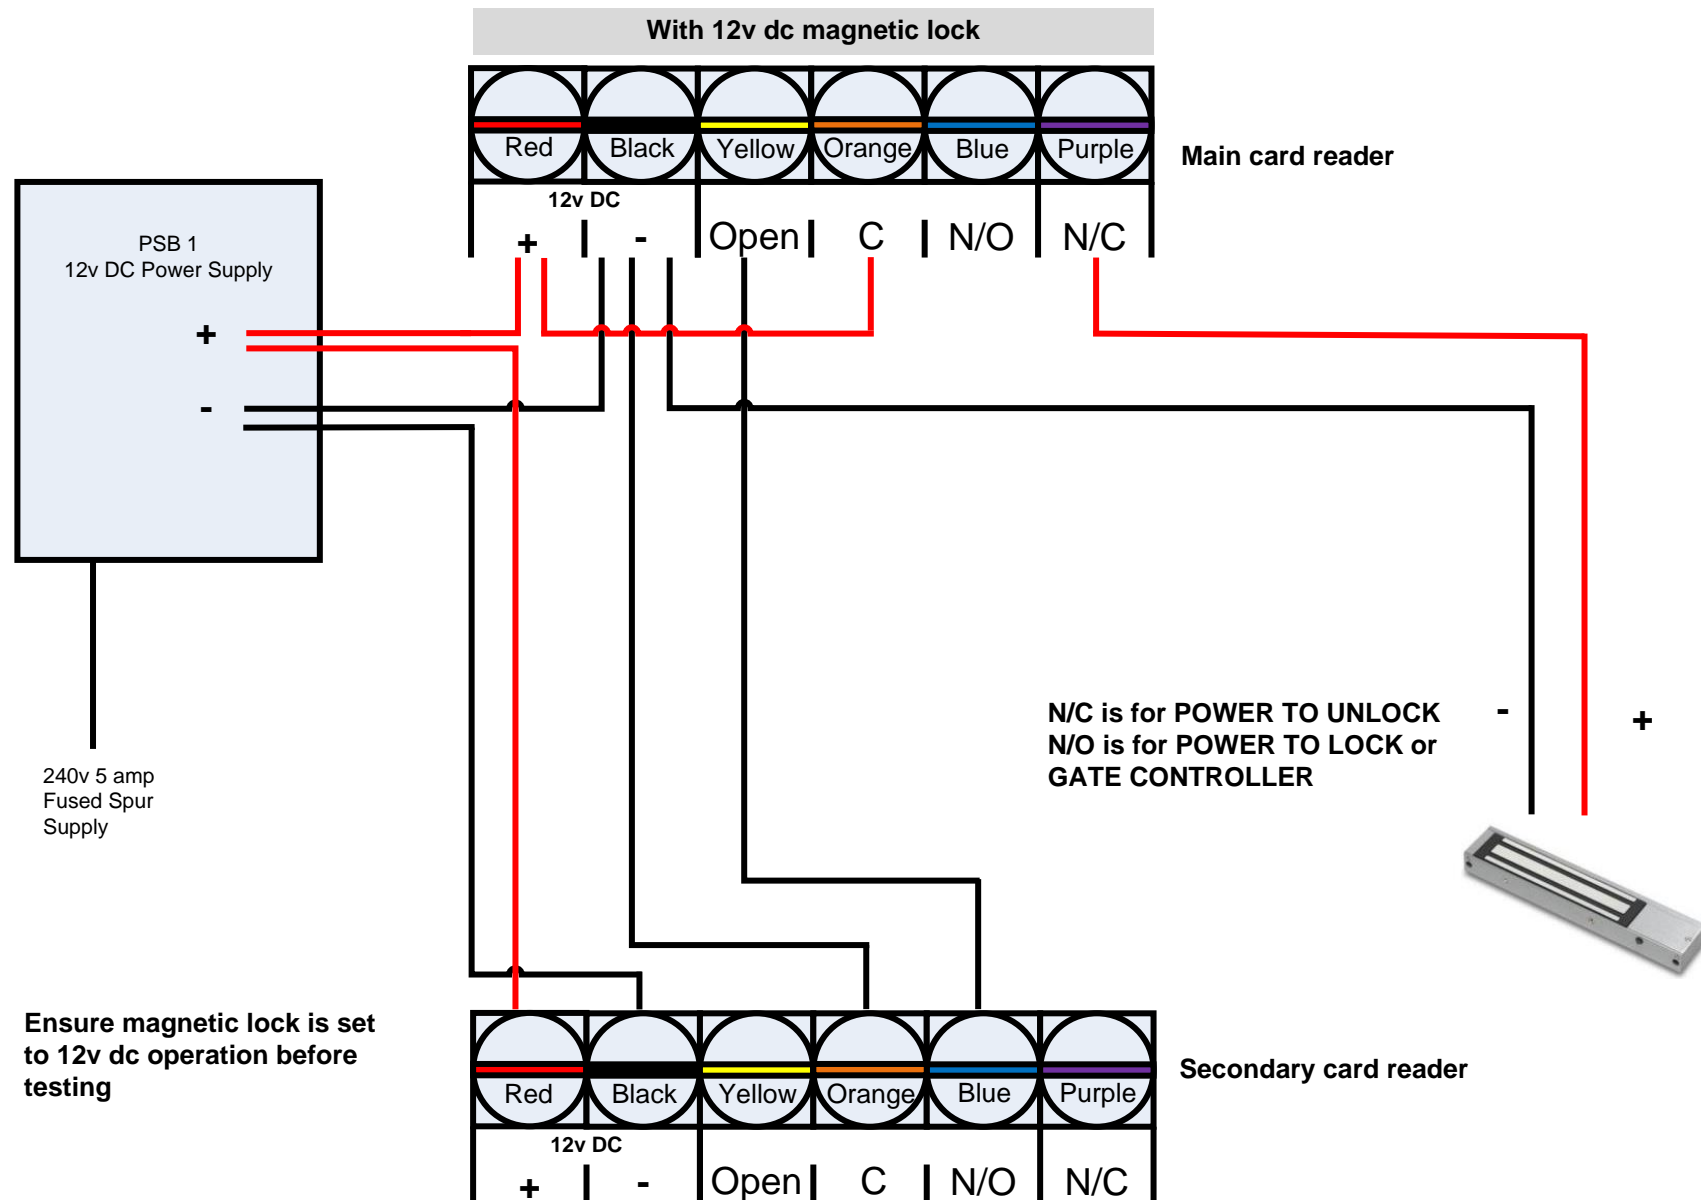 With 12v dc magnetic lock
Red Black Yellow Orange Blue Purple
Main card reader
12v DC
+ - Open C N/O N/C
PSB 1
12v DC Power Supply
+
-
240v 5 amp
Fused Spur
Supply
N/C is for POWER TO UNLOCK
N/O is for POWER TO LOCK or
GATE CONTROLLER
- +
Ensure magnetic lock is set
to 12v dc operation before
testing
Red Black Yellow Orange Blue Purple
Secondary card reader
12v DC
+ - Open C N/O N/C